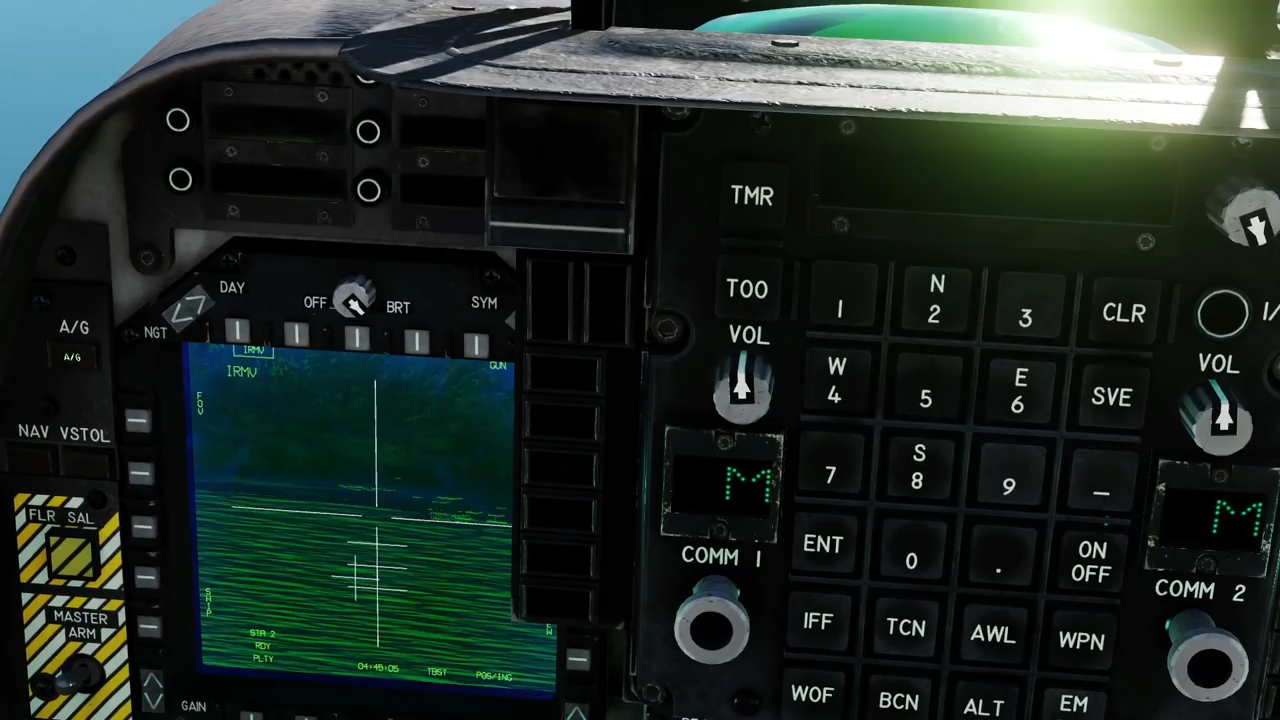 TMR
DAY
OFF
BRT
SYM
NGT
A/G
A/G
IRMV
IRMV
GUN
FOV
NAV VSTOL
FLR SAL
MASTER
ARM
SHIP
STA 2
RDY
PLTY
04:45:05
TBST
POS/ING
GAIN
TOO
VOL
M
COMM 1
1
N
2
3
CLR
W
4
5
E
6
SVE
7
S
8
9
-
ENT
0
.
ON
OFF
IFF
TCN
AWL
WPN
WOF
BCN
ALT
EM
I/
VOL
M
COMM 2